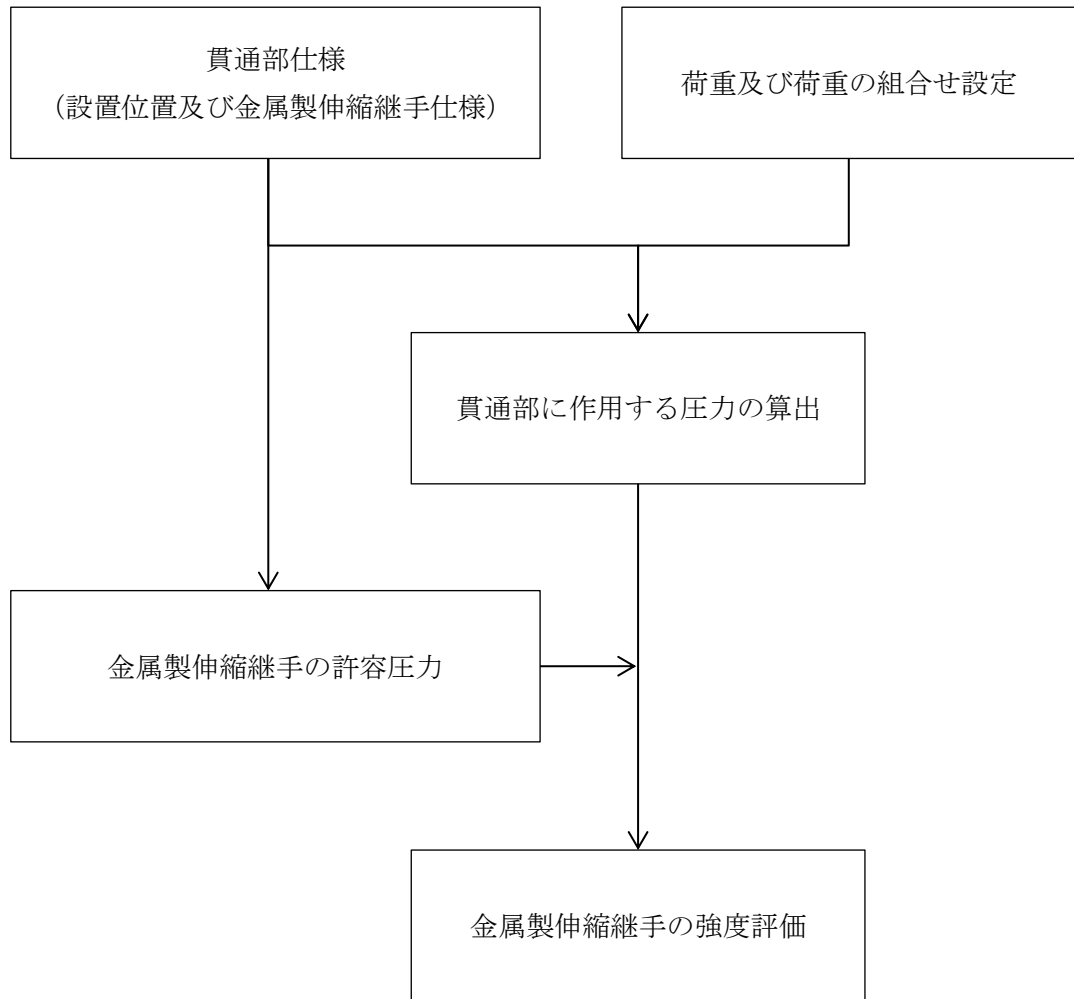 貫通部仕様
（設置位置及び金属製伸縮継手仕様）
荷重及び荷重の組合せ設定
貫通部に作用する圧力の算出
金属製伸縮継手の許容圧力
金属製伸縮継手の強度評価